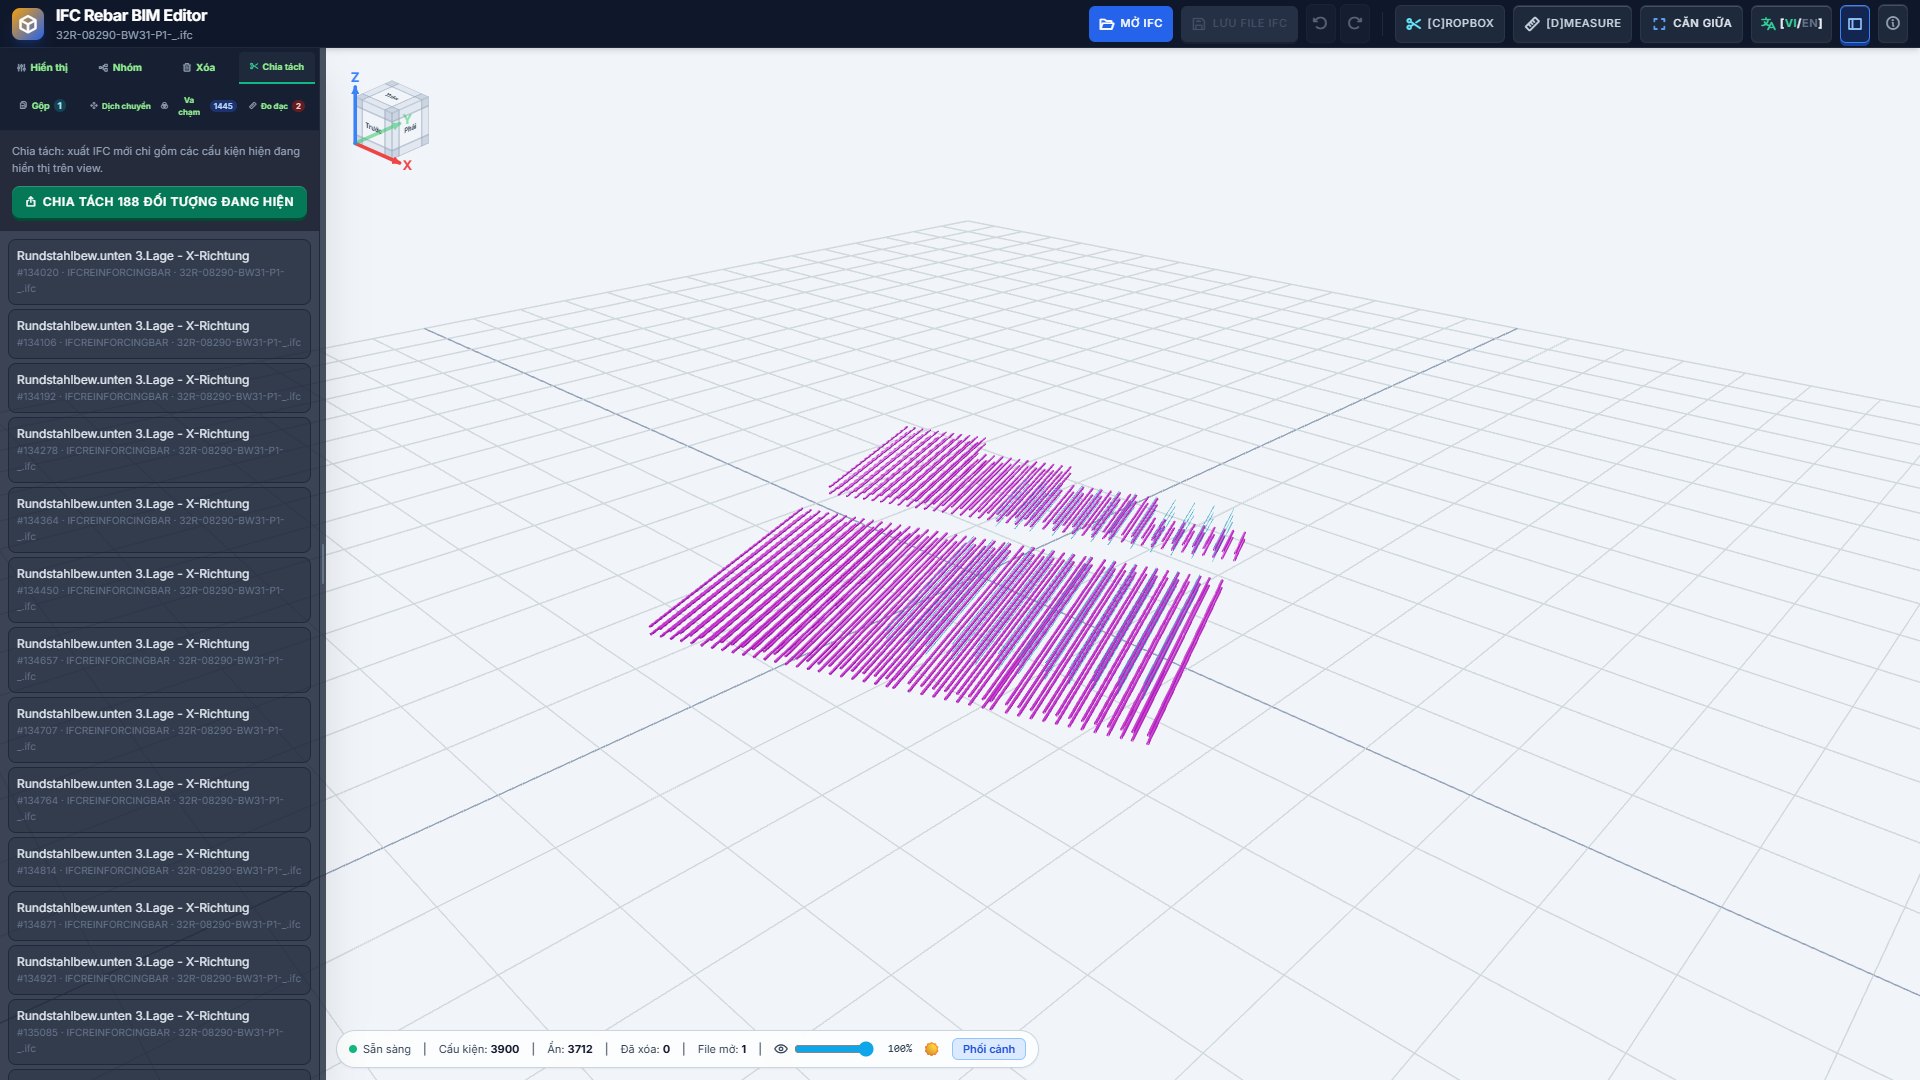 IFC Rebar BIM Editor
32R-08290-BW31-P1-_.ifc
MỞ IFC
LƯU FILE IFC
[C]ROPBOX
[D]MEASURE
CĂN GIỮA
[VI/EN]
Hiển thị
Nhóm
Xóa
Chia tách
Gộp 1
Dịch chuyển
Va chạm 1445
Đo đạc 2
Chia tách: xuất IFC mới chỉ gồm các cấu kiện hiện đang
hiển thị trên view.
CHIA TÁCH 188 ĐỐI TƯỢNG ĐANG HIỆN
Rundstahlbew.unten 3.Lage - X-Richtung
#134020 · IFCREINFORCINGBAR · 32R-08290-BW31-P1-
_.ifc
Rundstahlbew.unten 3.Lage - X-Richtung
#134106 · IFCREINFORCINGBAR · 32R-08290-BW31-P1-_.ifc
Rundstahlbew.unten 3.Lage - X-Richtung
#134192 · IFCREINFORCINGBAR · 32R-08290-BW31-P1-_.ifc
Rundstahlbew.unten 3.Lage - X-Richtung
#134278 · IFCREINFORCINGBAR · 32R-08290-BW31-P1-
_.ifc
Rundstahlbew.unten 3.Lage - X-Richtung
#134364 · IFCREINFORCINGBAR · 32R-08290-BW31-P1-
_.ifc
Rundstahlbew.unten 3.Lage - X-Richtung
#134450 · IFCREINFORCINGBAR · 32R-08290-BW31-P1-
_.ifc
Rundstahlbew.unten 3.Lage - X-Richtung
#134657 · IFCREINFORCINGBAR · 32R-08290-BW31-P1-
_.ifc
Rundstahlbew.unten 3.Lage - X-Richtung
#134707 · IFCREINFORCINGBAR · 32R-08290-BW31-P1-
_.ifc
Rundstahlbew.unten 3.Lage - X-Richtung
#134764 · IFCREINFORCINGBAR · 32R-08290-BW31-P1-
_.ifc
Rundstahlbew.unten 3.Lage - X-Richtung
#134814 · IFCREINFORCINGBAR · 32R-08290-BW31-P1-_.ifc
Rundstahlbew.unten 3.Lage - X-Richtung
#134871 · IFCREINFORCINGBAR · 32R-08290-BW31-P1-_.ifc
Rundstahlbew.unten 3.Lage - X-Richtung
#134921 · IFCREINFORCINGBAR · 32R-08290-BW31-P1-_.ifc
Rundstahlbew.unten 3.Lage - X-Richtung
#135085 · IFCREINFORCINGBAR · 32R-08290-BW31-P1-
_.ifc
Z
Trước
Y
Phải
X
Sẵn sàng | Cấu kiện: 3900 | Ẩn: 3712 | Đã xóa: 0 | File mở: 1 | 100% Phối cảnh